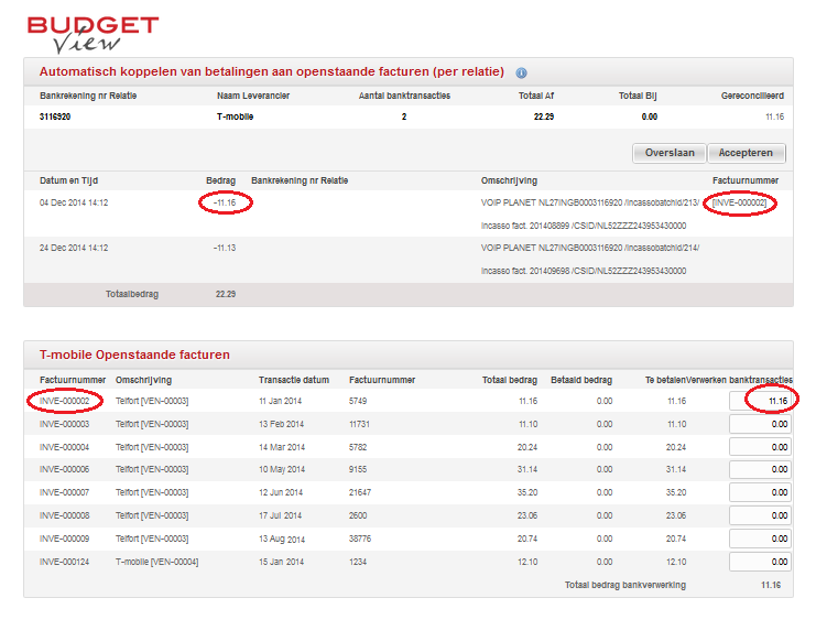 BUDGET
View
Automatisch koppelen van betalingen aan openstaande facturen (per relatie) i
Bankrekening nr Relatie Naam Leverancier Aantal banktransacties Totaal Af Totaal Bij Gereconcilieerd
3116920 T-mobile 2 22.29 0.00 11.16
Overslaan Accepteren
Datum en Tijd Bedrag Bankrekening nr Relatie Omschrijving Factuurnummer
04 Dec 2014 14:12 -11.16 VOIP PLANET NL27INGB0003116920 /incassobatchid/213/ [INVE-000002]
Incasso fact. 201408899 /CSID/NL52ZZZ243953430000
24 Dec 2014 14:12 -11.13 VOIP PLANET NL27INGB0003116920 /incassobatchid/214/
Incasso fact. 201409698 /CSID/NL52ZZZ243953430000
Totaalbedrag 22.29
T-mobile Openstaande facturen
Factuurnummer Omschrijving Transactie datum Factuurnummer Totaal bedrag Betaald bedrag Te betalen Verwerken banktransacties
INVE-000002 Telfort [VEN-00003] 11 Jan 2014 5749 11.16 0.00 11.16 11.16
INVE-000003 Telfort [VEN-00003] 13 Feb 2014 11731 11.10 0.00 11.10 0.00
INVE-000004 Telfort [VEN-00003] 14 Mar 2014 5782 20.24 0.00 20.24 0.00
INVE-000006 Telfort [VEN-00003] 10 May 2014 9155 31.14 0.00 31.14 0.00
INVE-000007 Telfort [VEN-00003] 12 Jun 2014 21647 35.20 0.00 35.20 0.00
INVE-000008 Telfort [VEN-00003] 17 Jul 2014 2600 23.06 0.00 23.06 0.00
INVE-000009 Telfort [VEN-00003] 13 Aug 2014 38776 20.74 0.00 20.74 0.00
INVE-000124 T-mobile [VEN-00004] 15 Jan 2014 1234 12.10 0.00 12.10 0.00
Totaal bedrag bankverwerking 11.16